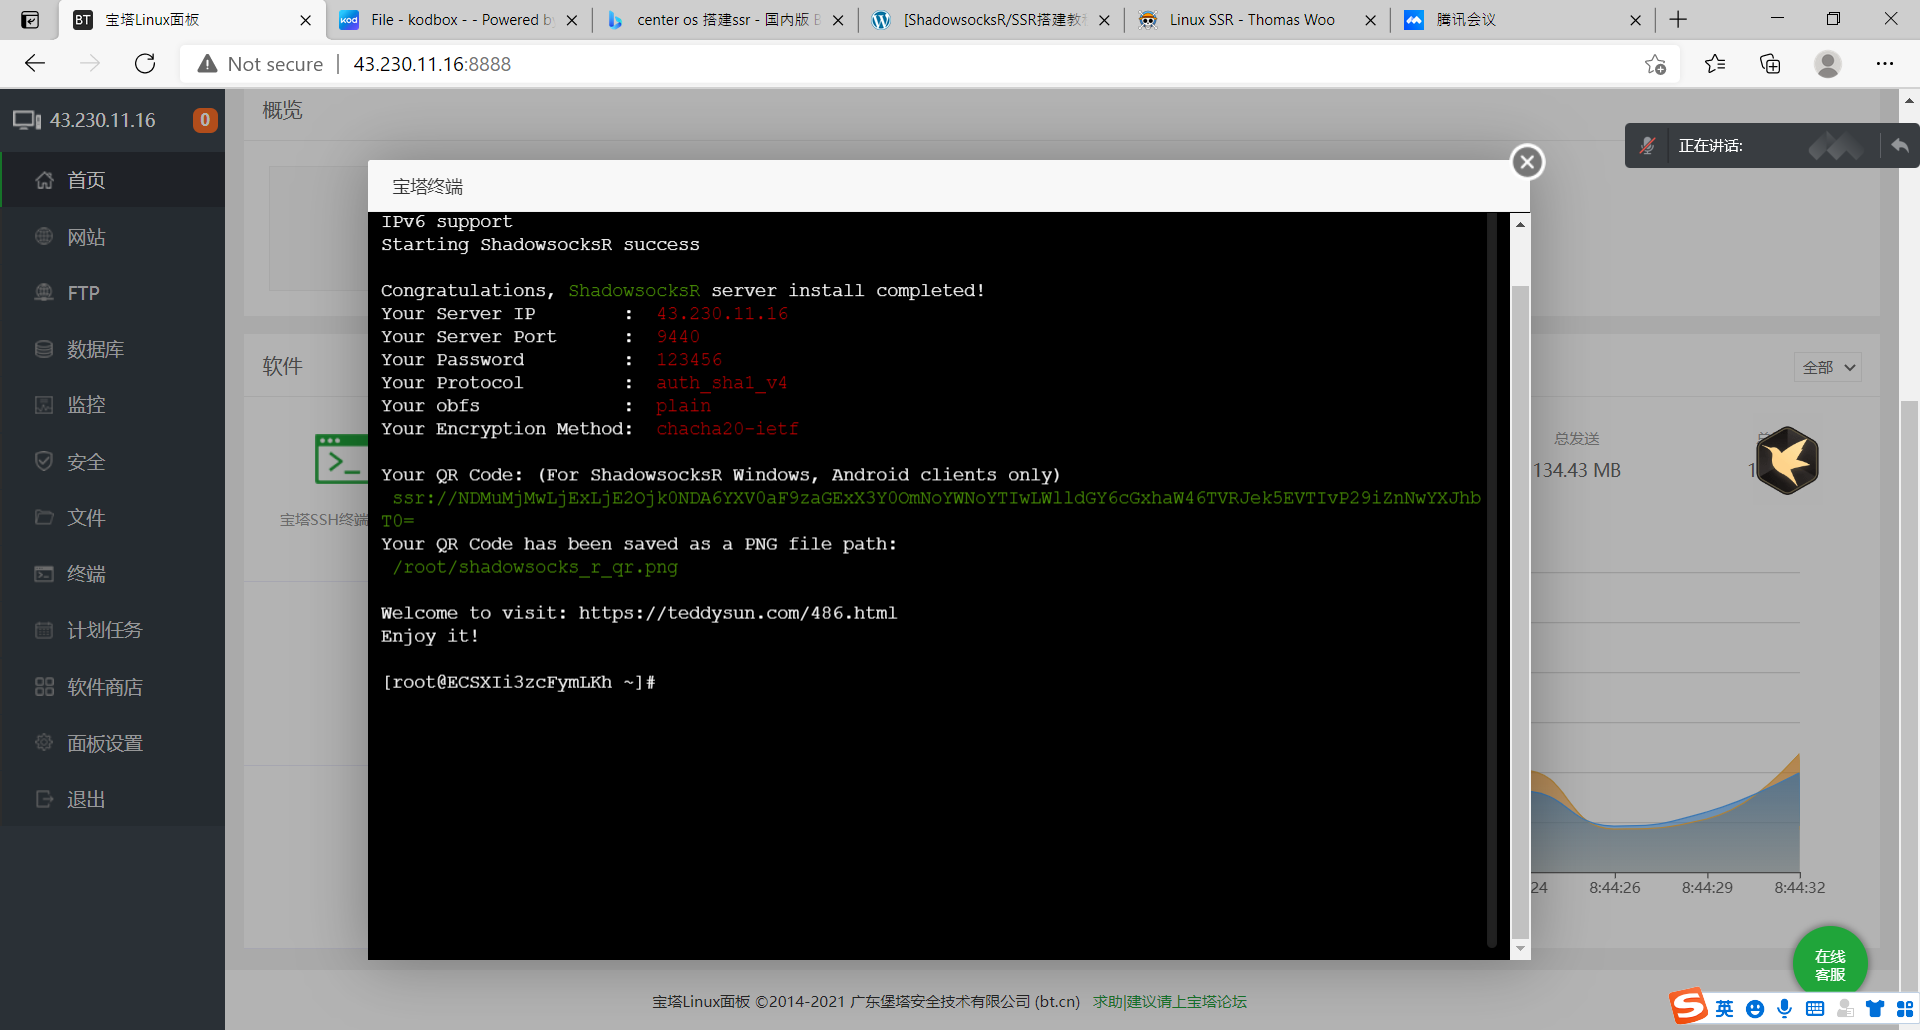 宝塔Linux面板
File - kodbox - - Powered b
center os 搭建ssr - 国内版 B
[ShadowsocksR/SSR搭建教
Linux SSR - Thomas Woo
腾讯会议
Not secure
43.230.11.16:8888
43.230.11.16
0
首页
网站
FTP
数据库
监控
安全
文件
终端
计划任务
软件商店
面板设置
退出
概览
正在讲话:
软件
全部
宝塔SSH终端
总发送
134.43 MB
宝塔终端
IPv6 support
Starting ShadowsocksR success
Congratulations, ShadowsocksR server install completed!
Your Server IP : 43.230.11.16
Your Server Port : 9440
Your Password : 123456
Your Protocol : auth_sha1_v4
Your obfs : plain
Your Encryption Method: chacha20-ietf
Your QR Code: (For ShadowsocksR Windows, Android clients only)
ssr://NDMuMjMwLjExLjE2Ojk0NDA6YXV0aF9zaGExX3Y0OmNoYWNoYTIwLWlldGY6cGxhaW46TVRJek5EVTIvP29iZnNwYXJhb
T0=
Your QR Code has been saved as a PNG file path:
/root/shadowsocks_r_qr.png
Welcome to visit: https://teddysun.com/486.html
Enjoy it!
[root@ECSXIi3zcFymLKh ~]#
24
8:44:26
8:44:29
8:44:32
在线
客服
宝塔Linux面板 ©2014-2021 广东堡塔安全技术有限公司 (bt.cn) 求助|建议请上宝塔论坛
英